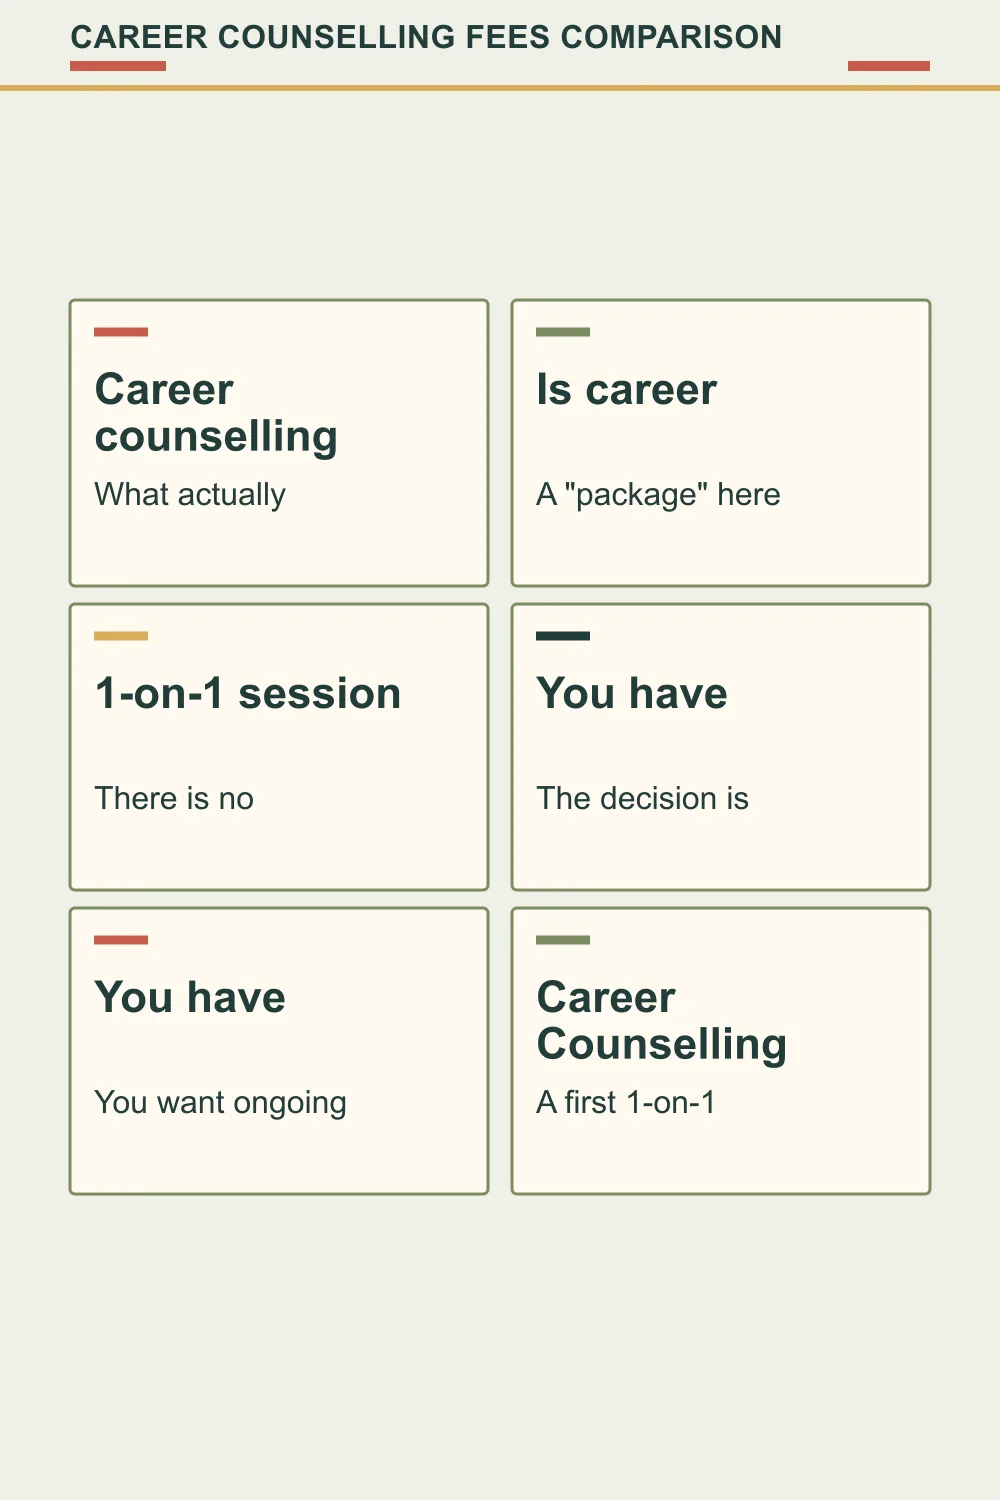 CAREER COUNSELLING FEES COMPARISON
Career
counselling
What actually
Is career
A "package" here
1-on-1 session
There is no
You have
The decision is
You have
You want ongoing
Career
Counselling
A first 1-on-1